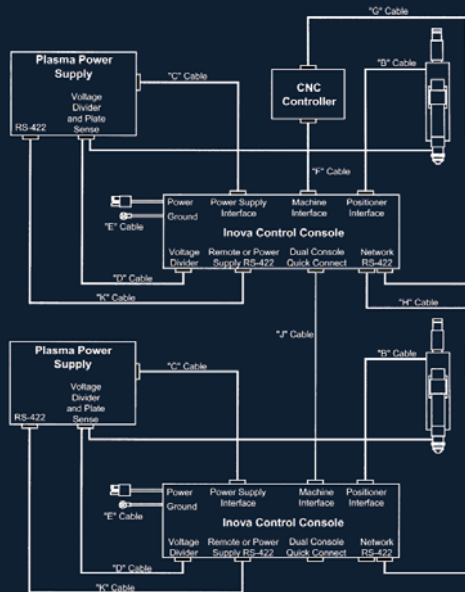 "G" Cable
Plasma Power
Supply
"C" Cable
"B" Cable
Voltage
Divider
and Plate
Sense
RS-422
CNC
Controller
"F" Cable
Power
Ground
"E" Cable
Power Supply
Interface
Machine
Interface
Positioner
Interface
Inova Control Console
Voltage
Divider
Remote or Power
Supply RS-422
Dual Console
Quick Connect
Network
RS-422
"D" Cable
"K" Cable
"H" Cable
"J" Cable
Plasma Power
Supply
"C" Cable
"B" Cable
Voltage
Divider
and Plate
Sense
RS-422
Power
Ground
"E" Cable
Power Supply
Interface
Machine
Interface
Positioner
Interface
Inova Control Console
Voltage
Divider
Remote or Power
Supply RS-422
Dual Console
Quick Connect
Network
RS-422
"D" Cable
"K" Cable